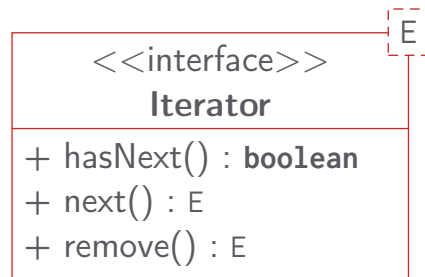 E
<<interface>>
Iterator
+ hasNext() : boolean
+ next() : E
+ remove() : E